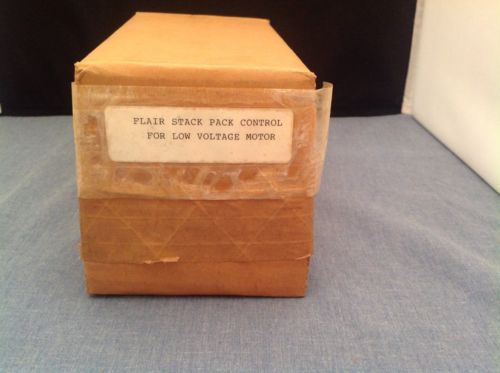 FLAIR STACK PACK CONTROL
FOR LOW VOLTAGE MOTOR